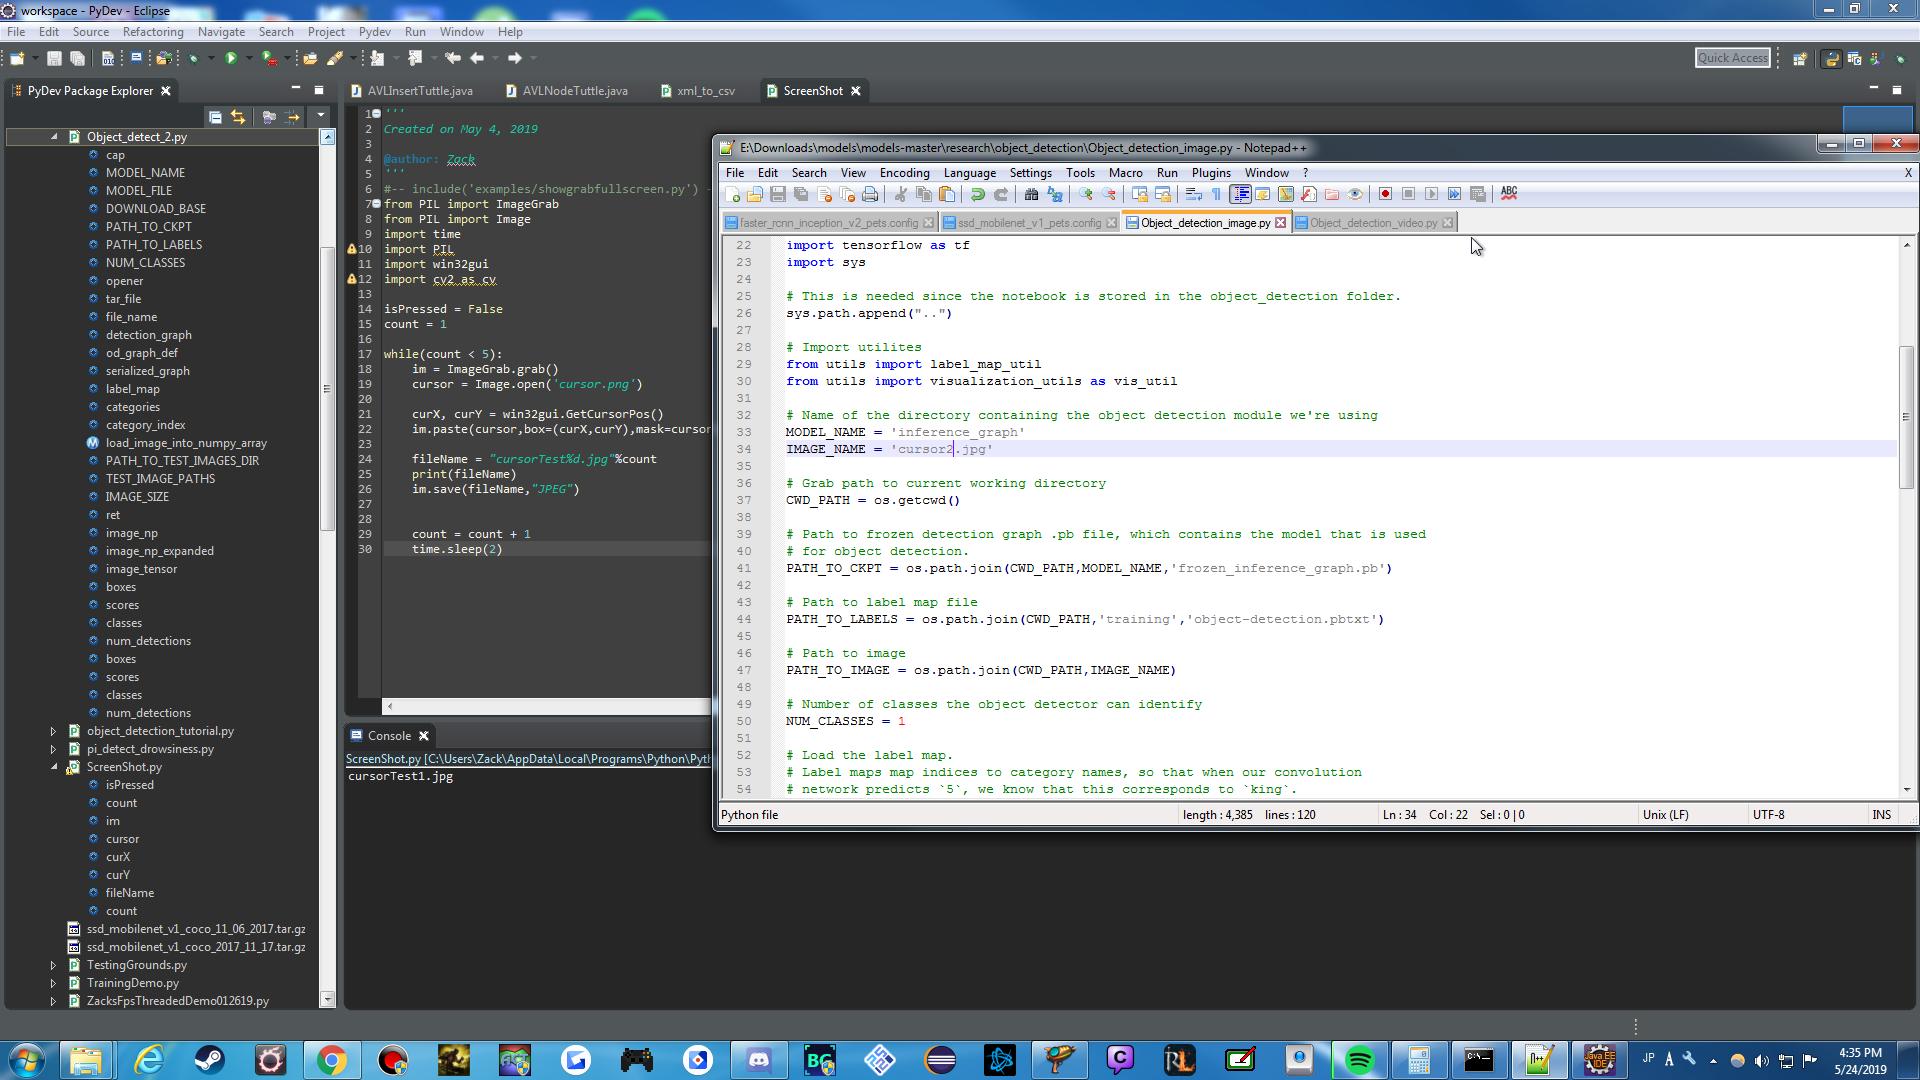 workspace - PyDev - Eclipse
File Edit Source Refactoring Navigate Search Project Pydev Run Window Help
Quick Access
PyDev Package Explorer
Object_detect_2.py
cap
MODEL_NAME
MODEL_FILE
DOWNLOAD_BASE
PATH_TO_CKPT
PATH_TO_LABELS
NUM_CLASSES
opener
tar_file
file_name
detection_graph
od_graph_def
serialized_graph
label_map
categories
category_index
load_image_into_numpy_array
PATH_TO_TEST_IMAGES_DIR
TEST_IMAGE_PATHS
IMAGE_SIZE
ret
image_np
image_np_expanded
image_tensor
boxes
scores
classes
num_detections
boxes
scores
classes
num_detections
object_detection_tutorial.py
pi_detect_drowsiness.py
ScreenShot.py
isPressed
count
im
cursor
curX
curY
fileName
count
ssd_mobilenet_v1_coco_11_06_2017.tar.gz
ssd_mobilenet_v1_coco_2017_11_17.tar.gz
TestingGrounds.py
TrainingDemo.py
ZacksFpsThreadedDemo012619.py
AVLInsertTuttle.java AVLNodeTuttle.java xml_to_csv ScreenShot
1 '''
2 Created on May 4, 2019
3
4 @author: Zack
5 '''
6 #-- include('examples/showgrabfullscreen.py') -
7 from PIL import ImageGrab
8 from PIL import Image
9 import time
10 import PIL
11 import win32gui
12 import cv2 as cv
13
14 isPressed = False
15 count = 1
16
17 while(count < 5):
18 im = ImageGrab.grab()
19 cursor = Image.open('cursor.png')
20
21 curX, curY = win32gui.GetCursorPos()
22 im.paste(cursor,box=(curX,curY),mask=cursor
23
24 fileName = "cursorTest%d.jpg"%count
25 print(fileName)
26 im.save(fileName,"JPEG")
27
28
29 count = count + 1
30 time.sleep(2)
Console
ScreenShot.py [C:\Users\Zack\AppData\Local\Programs\Python\Pyth
cursorTest1.jpg
E:\Downloads\models\models-master\research\object_detection\Object_detection_image.py - Notepad++
File Edit Search View Encoding Language Settings Tools Macro Run Plugins Window ? X
ABC
faster_rcnn_inception_v2_pets.config ssd_mobilenet_v1_pets.config Object_detection_image.py Object_detection_video.py
22 import tensorflow as tf
23 import sys
24
25 # This is needed since the notebook is stored in the object_detection folder.
26 sys.path.append("..")
27
28 # Import utilites
29 from utils import label_map_util
30 from utils import visualization_utils as vis_util
31
32 # Name of the directory containing the object detection module we're using
33 MODEL_NAME = 'inference_graph'
34 IMAGE_NAME = 'cursor2.jpg'
35
36 # Grab path to current working directory
37 CWD_PATH = os.getcwd()
38
39 # Path to frozen detection graph .pb file, which contains the model that is used
40 # for object detection.
41 PATH_TO_CKPT = os.path.join(CWD_PATH,MODEL_NAME,'frozen_inference_graph.pb')
42
43 # Path to label map file
44 PATH_TO_LABELS = os.path.join(CWD_PATH,'training','object-detection.pbtxt')
45
46 # Path to image
47 PATH_TO_IMAGE = os.path.join(CWD_PATH,IMAGE_NAME)
48
49 # Number of classes the object detector can identify
50 NUM_CLASSES = 1
51
52 # Load the label map.
53 # Label maps map indices to category names, so that when our convolution
54 # network predicts `5`, we know that this corresponds to `king`.
Python file length : 4,385 lines : 120 Ln : 34 Col : 22 Sel : 0 | 0 Unix (LF) UTF-8 INS
BG
RL
C:\
Java EE
IDE
JP A
4:35 PM
5/24/2019